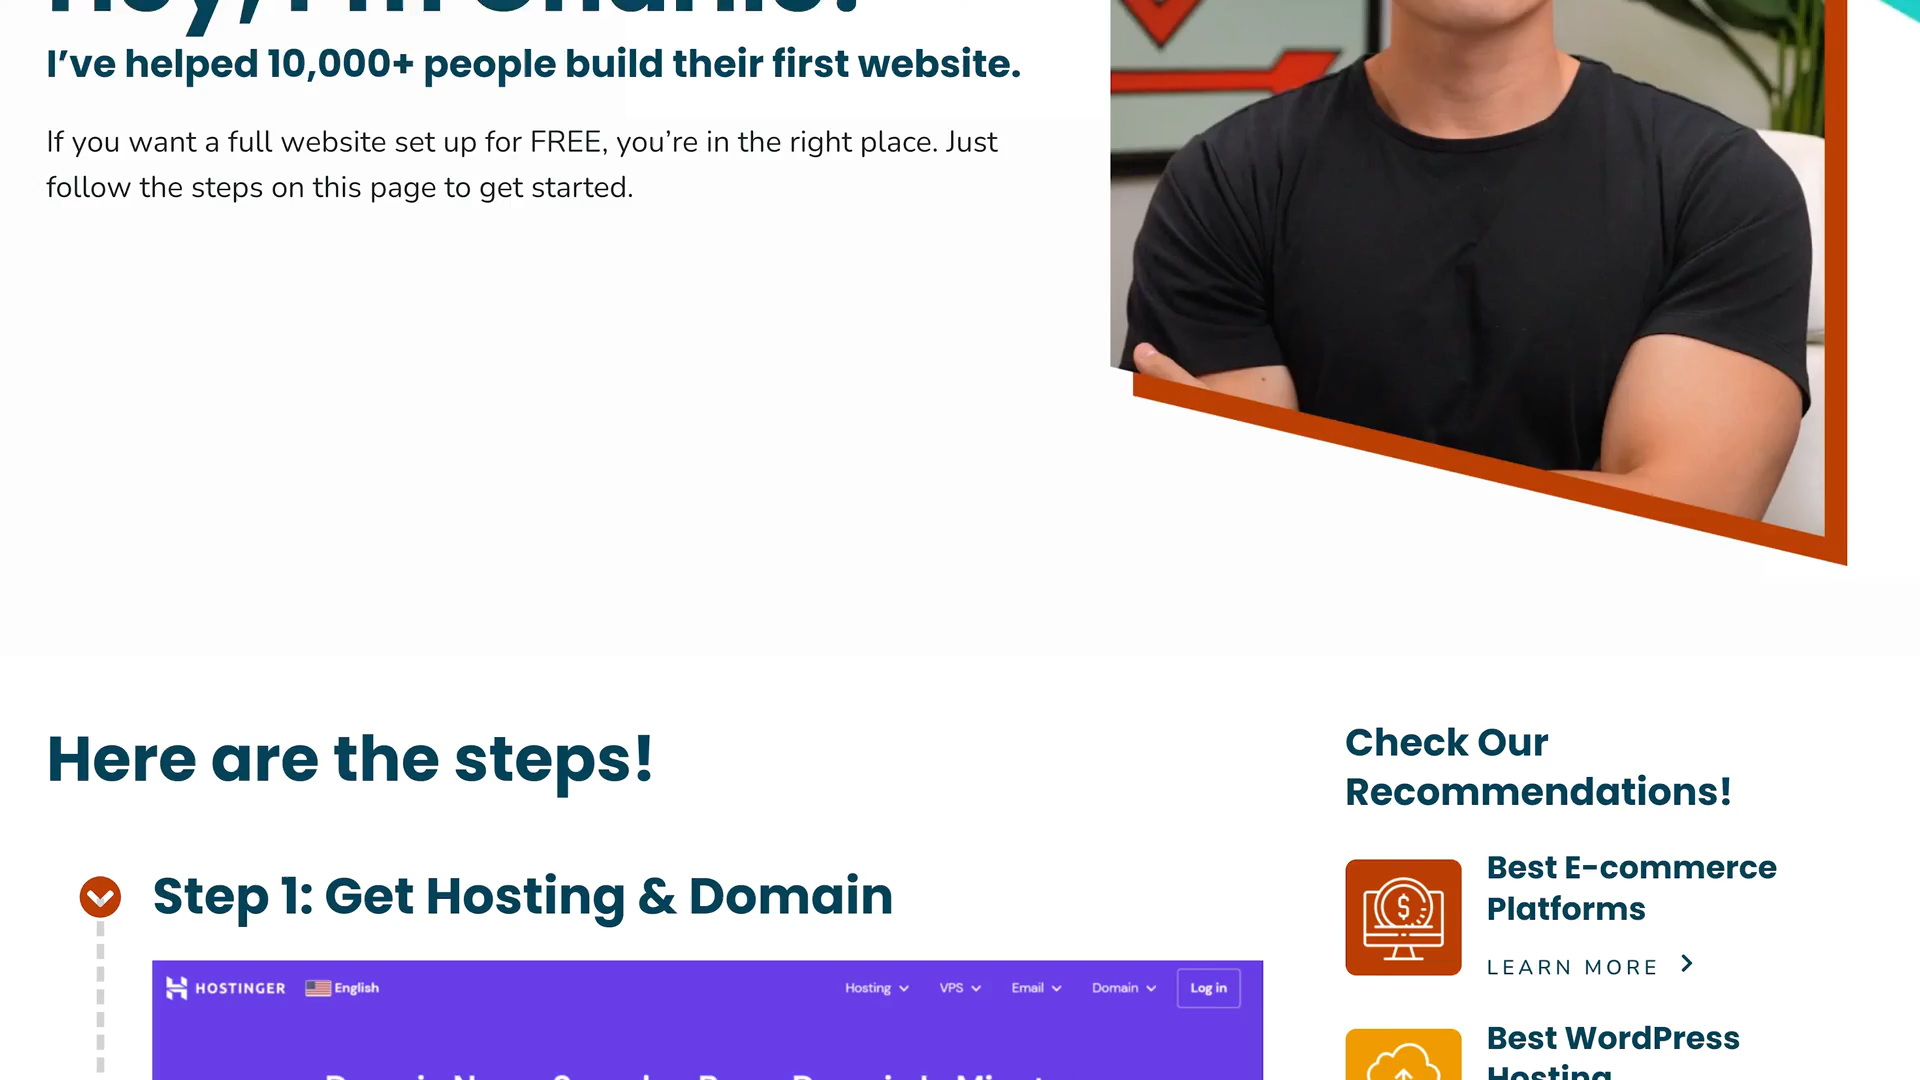 I’ve helped 10,000+ people build their first website.
If you want a full website set up for FREE, you’re in the right place. Just
follow the steps on this page to get started.
Here are the steps!
Step 1: Get Hosting & Domain
HOSTINGER English Hosting VPS Email Domain Log in
Check Our
Recommendations!
Best E-commerce
Platforms
LEARN MORE
Best WordPress
Hosting